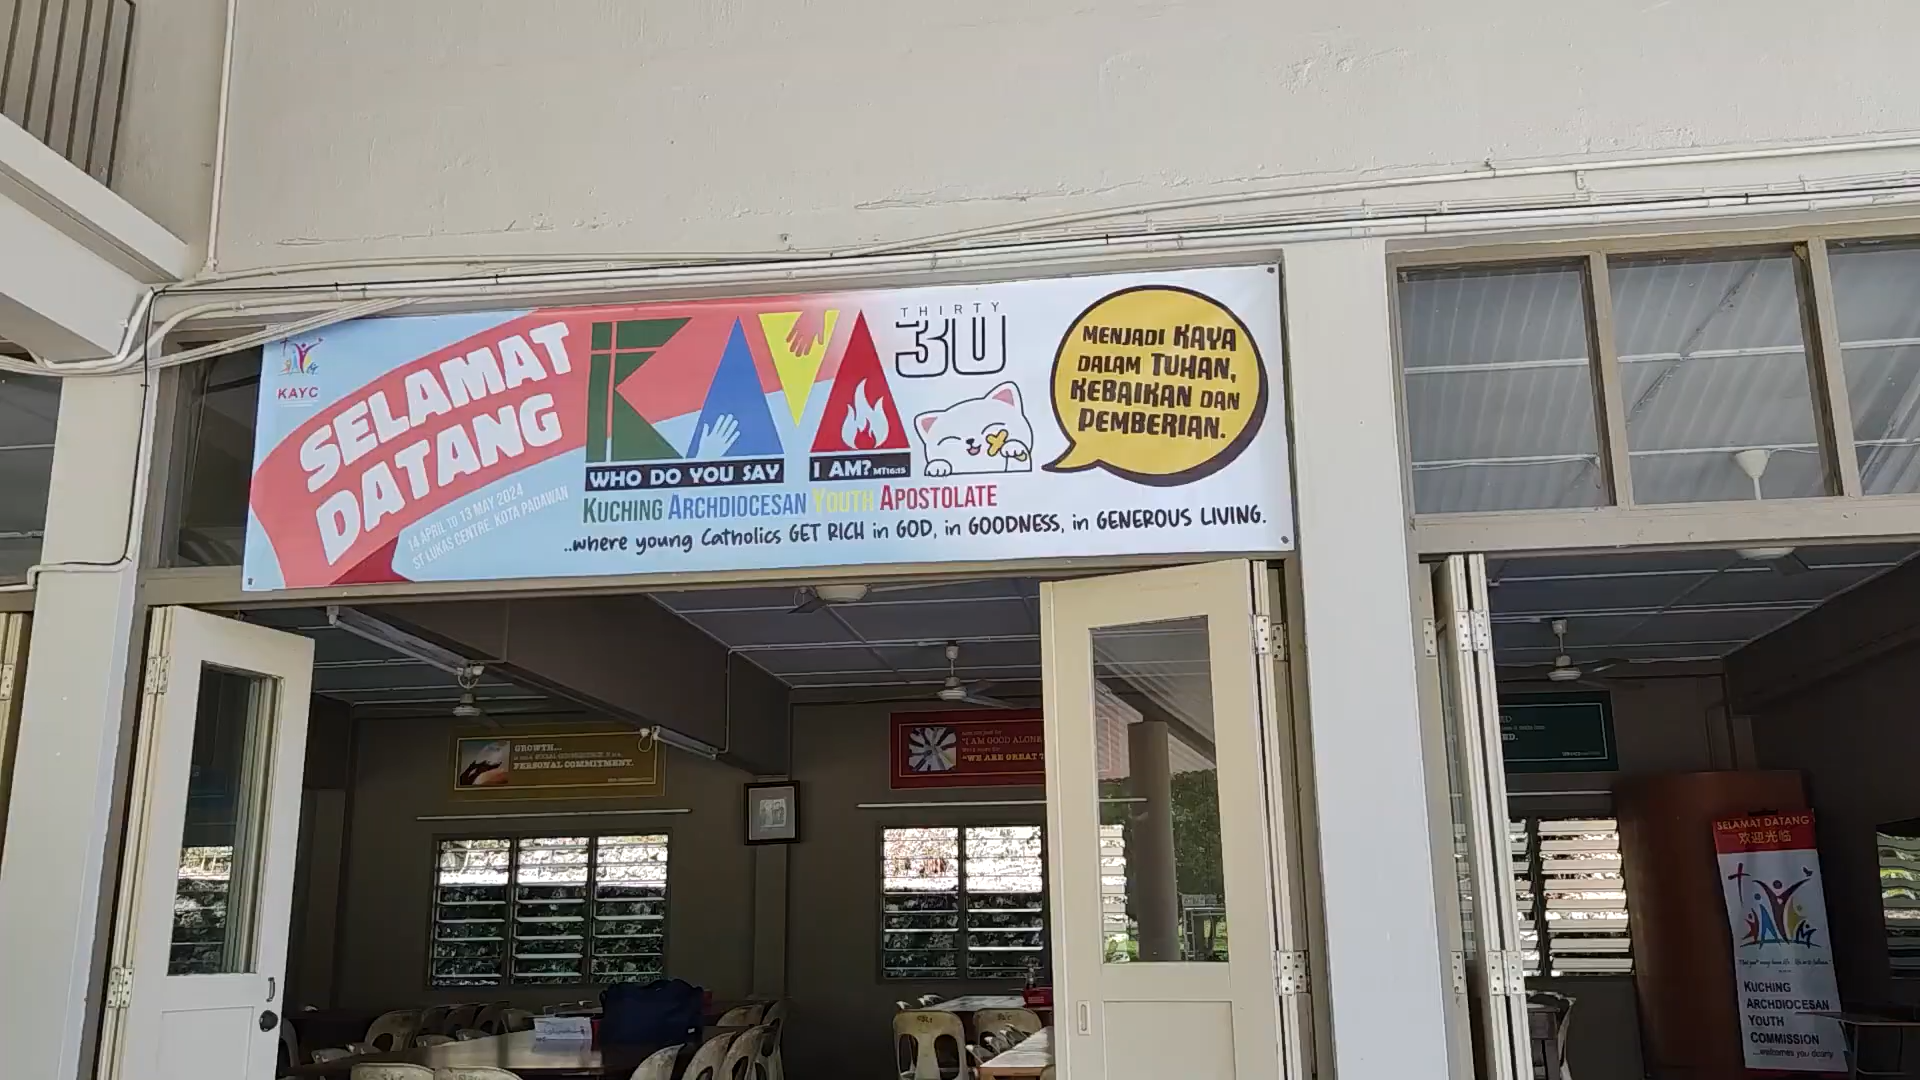 KAYC
SELAMAT
DATANG
14 APRIL TO 13 MAY 2024
ST LUKAS CENTRE, KOTA PADAWAN
KAYA
THIRTY
30
WHO DO YOU SAY
I AM? MT16:15
KUCHING ARCHDIOCESAN YOUTH APOSTOLATE
..where young Catholics GET RICH in GOD, in GOODNESS, in GENEROUS LIVING.
MENJADI KAYA
DALAM TUHAN,
KEBAIKAN DAN
PEMBERIAN.
GROWTH...
PERSONAL COMMITMENT.
"I AM GOOD ALONE
"WE ARE GREAT
SELAMAT DATANG
欢迎光临
KUCHING
ARCHDIOCESAN
YOUTH
COMMISSION
...welcomes you